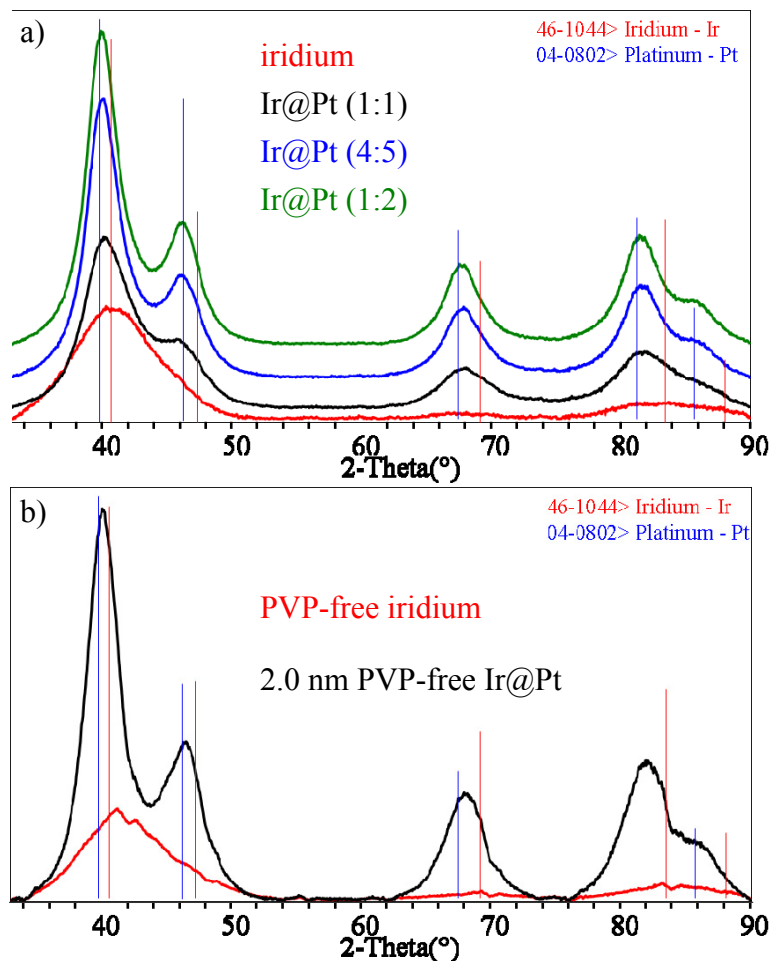 a)
46-1044> Iridium - Ir
04-0802> Platinum - Pt
iridium
Ir@Pt (1:1)
Ir@Pt (4:5)
Ir@Pt (1:2)
40 50 60 70 80 90
2-Theta(°)
b)
46-1044> Iridium - Ir
04-0802> Platinum - Pt
PVP-free iridium
2.0 nm PVP-free Ir@Pt
40 50 60 70 80 90
2-Theta(°)